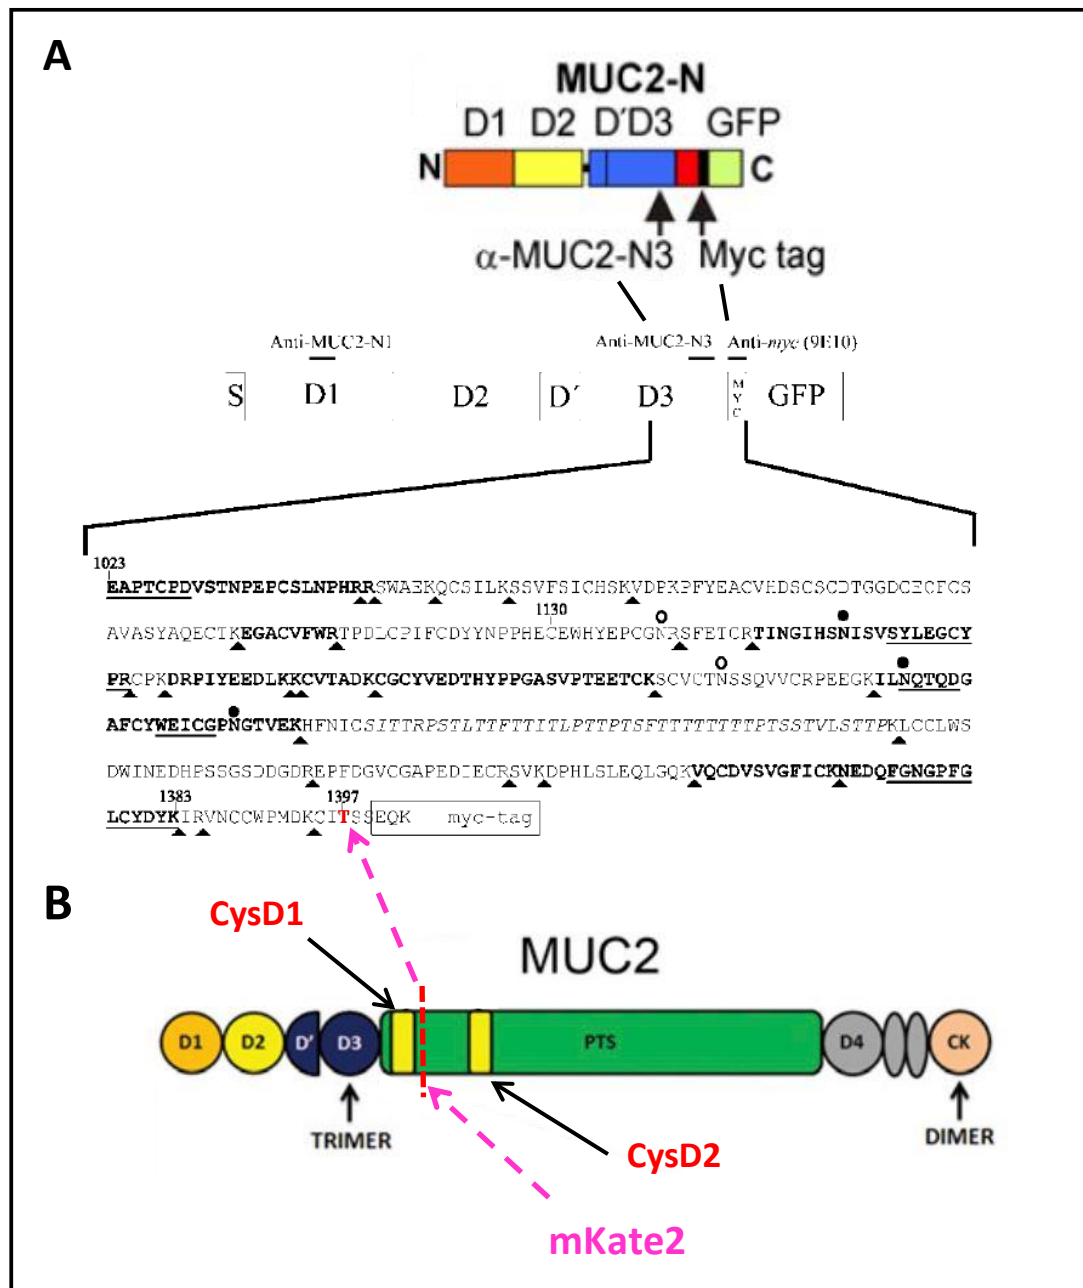 A
MUC2-N
D1 D2 D'D3 GFP
N C
α-MUC2-N3 Myc tag
Anti-MUC2-N1 Anti-MUC2-N3 Anti-myc (9E10)
S D1 D2 D´ D3 MYC GFP
1023
EAPTCPDVSTNPEPCSLNPHRRSWAEKQCSILKSSVFSICHSKVDPKPFYEACVHDSCSCDTGGDCECFCS
1130
AVASYAQECTKEGACVFWRTPDLCPIFCDYYNPPHECEWHYEPCGNRSFETCRTINGIHSNISVSYLEGCY
PRCPKDRPIYEEDLKKCVTADKCGCYVEDTHYPPGASVPTEETCKSCVCTNSSQVVCRPEEGKILNQTQDG
AFCYWEICGPNGTVEKHFNICSITTRPSTLTTFTTITLPTTPTSFTTTTTTTTPTSSTVLSTTPKLCCLWS
DWINEDHPSSGSDDGDREPFDGVCGAPEDIECRSVKDPHLSLEQLGQKVQCDVSVGFICKNEDQFGNGPFG
1383 1397
LCYDYKIRVNCCWPMDKCITSSEQK myc-tag
B
CysD1
MUC2
D1 D2 D' D3 PTS D4 CK
TRIMER DIMER
CysD2
mKate2